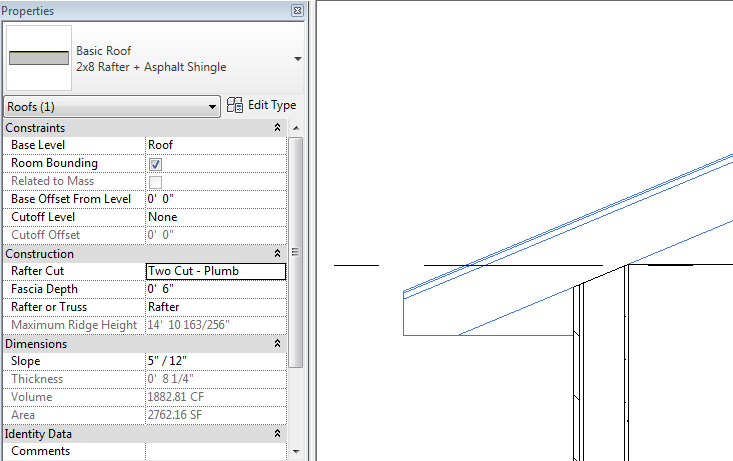 Properties
Basic Roof
2x8 Rafter + Asphalt Shingle
Roofs (1)
Edit Type
Constraints
Base Level Roof
Room Bounding
Related to Mass
Base Offset From Level 0' 0"
Cutoff Level None
Cutoff Offset 0' 0"
Construction
Rafter Cut Two Cut - Plumb
Fascia Depth 0' 6"
Rafter or Truss Rafter
Maximum Ridge Height 14' 10 163/256"
Dimensions
Slope 5" / 12"
Thickness 0' 8 1/4"
Volume 1882.81 CF
Area 2762.16 SF
Identity Data
Comments